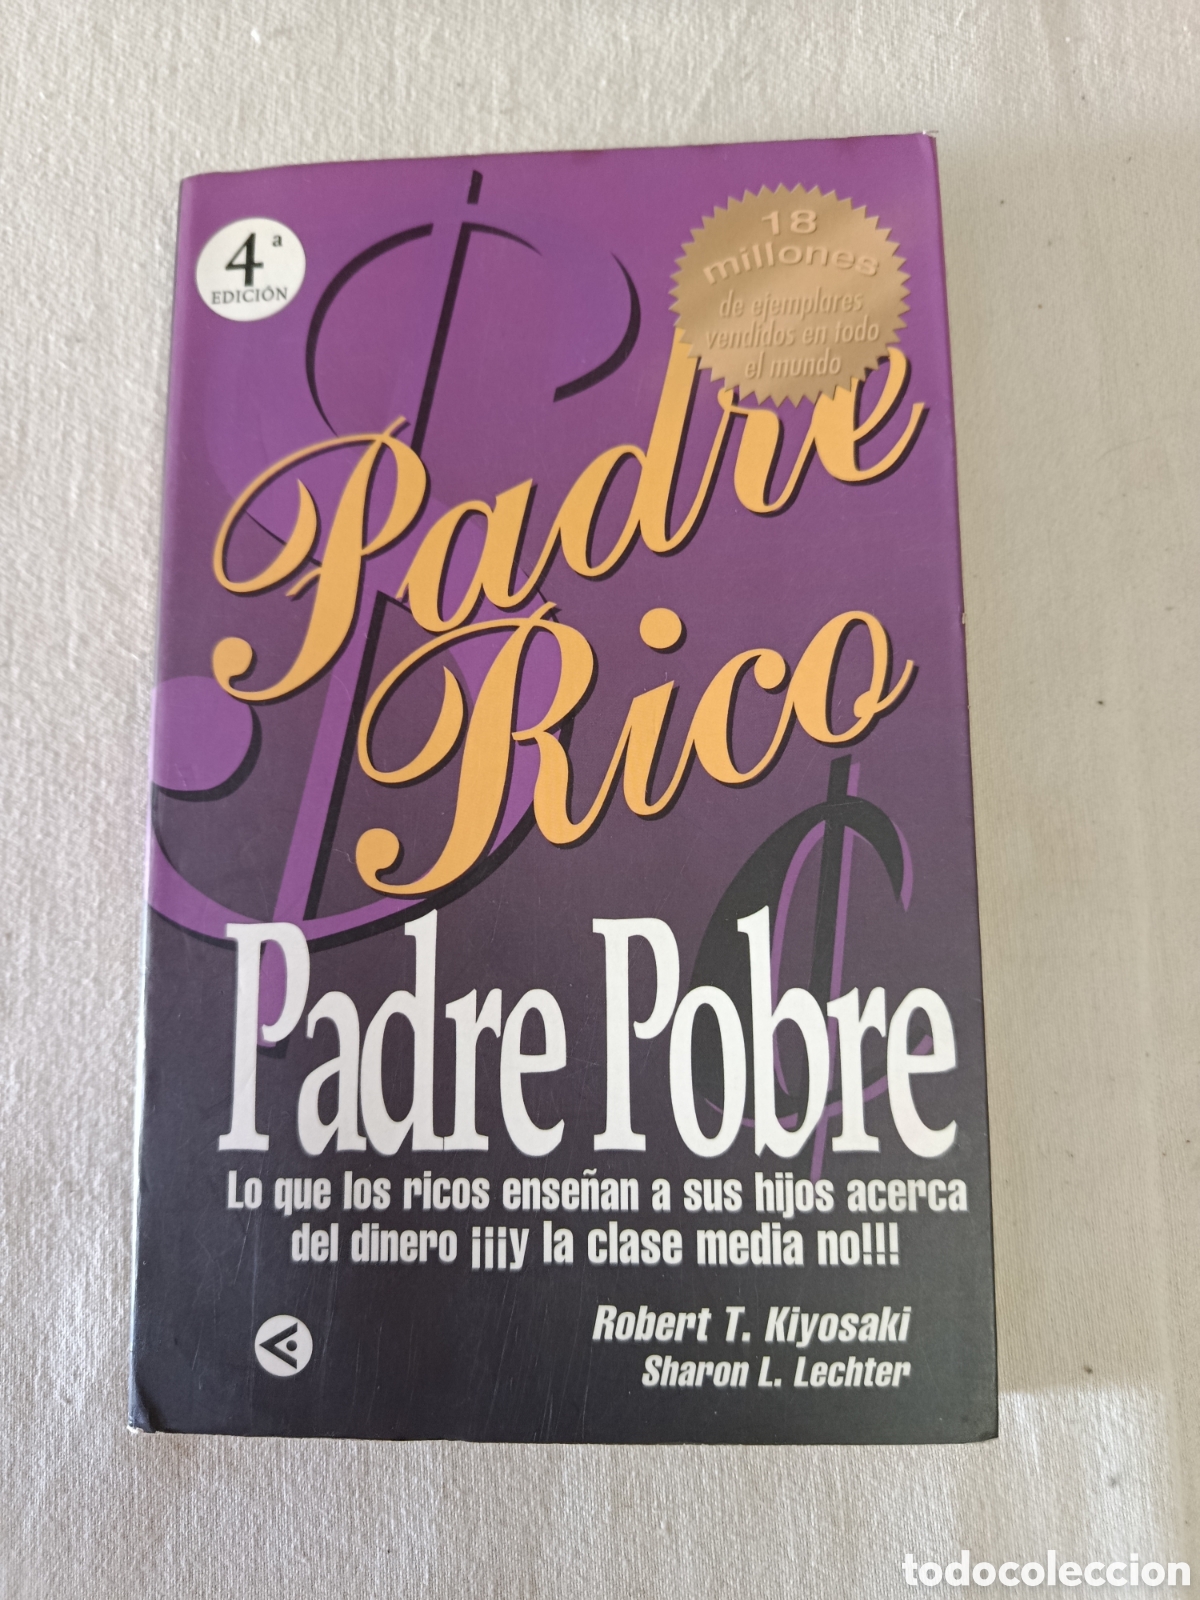 4ª
EDICIÓN
18
millones
de ejemplares
vendidos en todo
el mundo
Padre
Rico
Padre Pobre
Lo que los ricos enseñan a sus hijos acerca
del dinero ¡¡¡y la clase media no!!!
Robert T. Kiyosaki
Sharon L. Lechter
todocoleccion